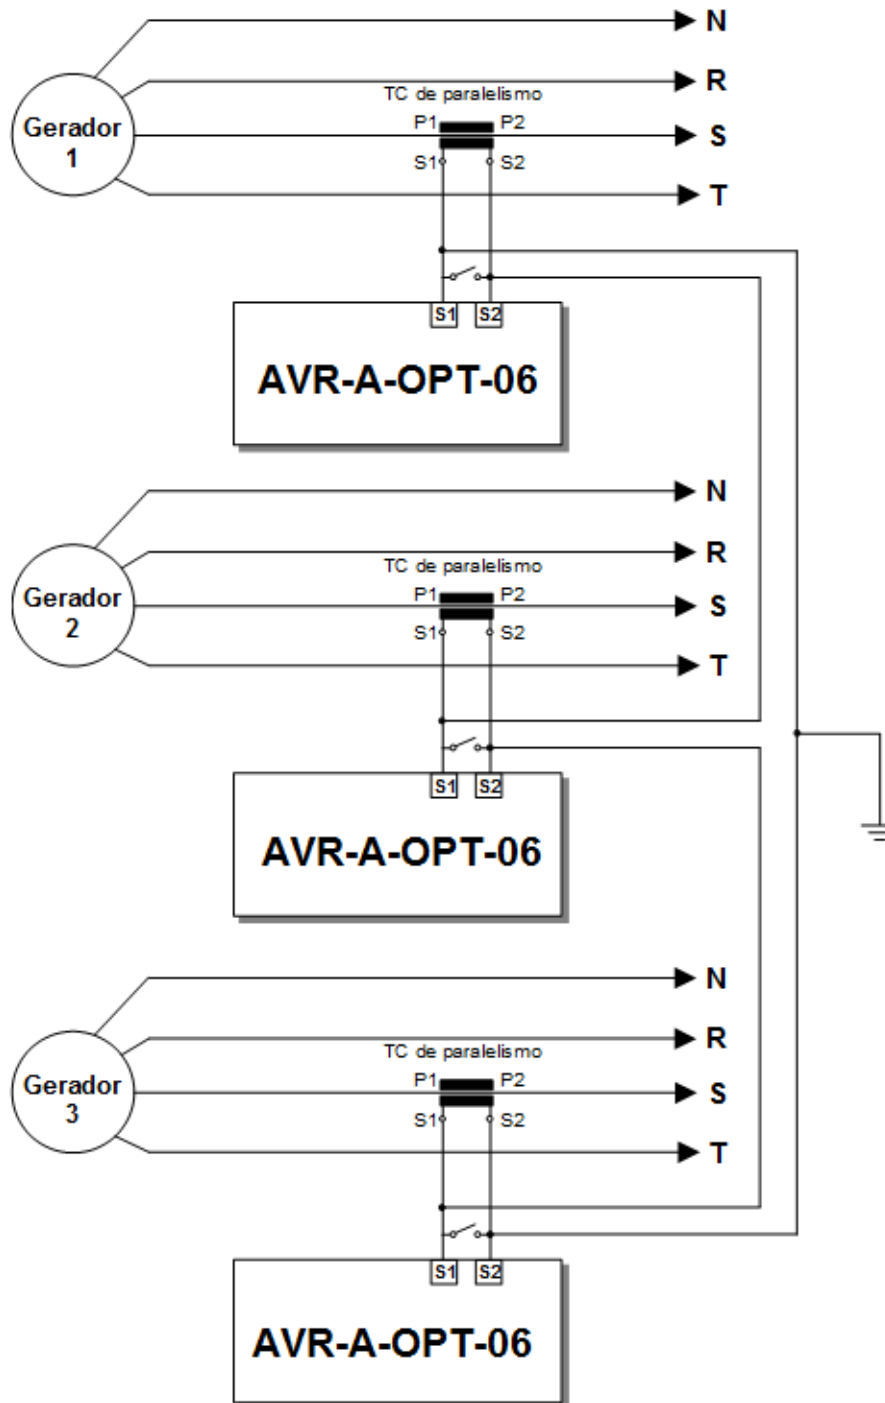 N
R
TC de paralelismo
P1 P2
Gerador
1
S
S1 S2
T
S1 S2
AVR-A-OPT-06
N
R
TC de paralelismo
P1 P2
Gerador
2
S
S1 S2
T
S1 S2
AVR-A-OPT-06
N
R
TC de paralelismo
P1 P2
Gerador
3
S
S1 S2
T
S1 S2
AVR-A-OPT-06